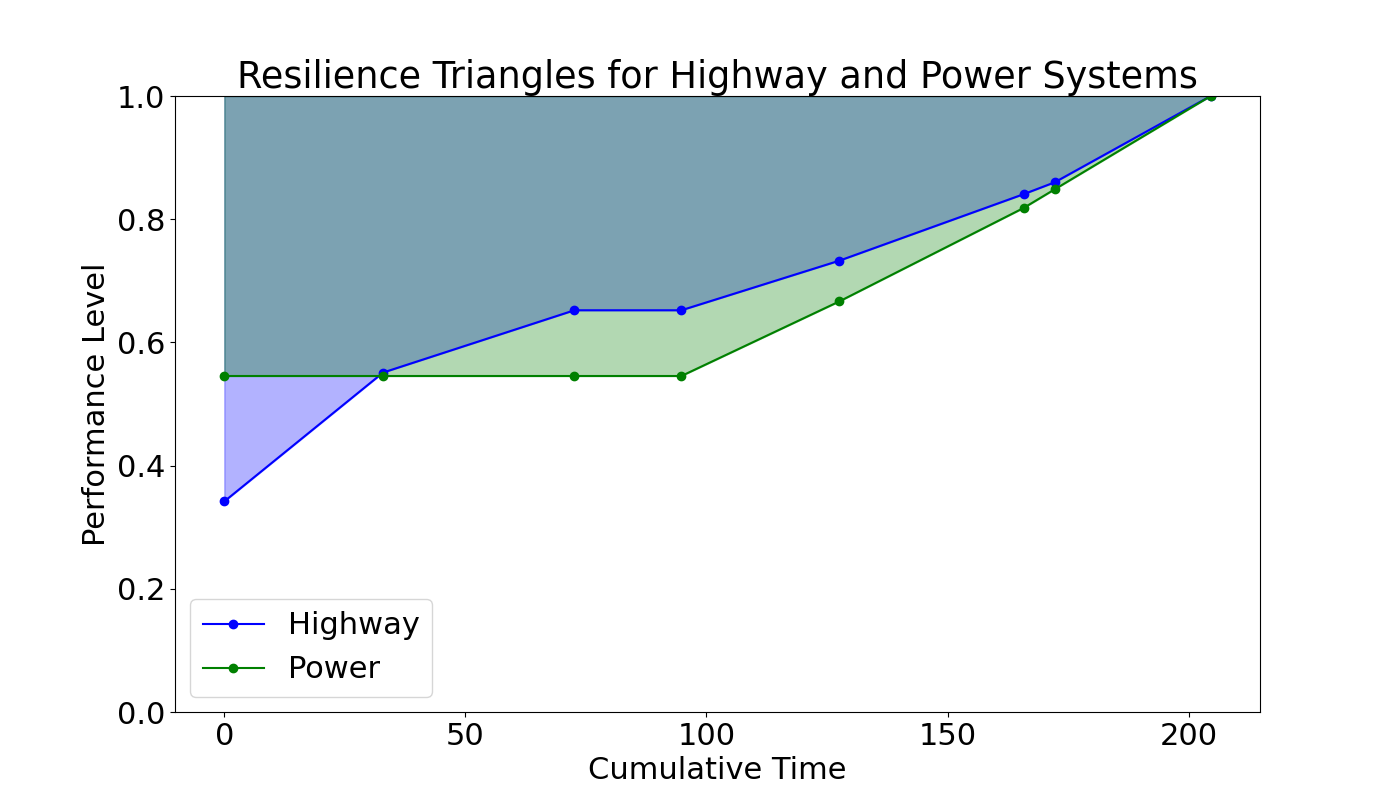 Resilience Triangles for Highway and Power Systems
1.0
0.8
0.6
0.4
0.2
0.0
Performance Level
Highway
Power
0 50 100 150 200
Cumulative Time